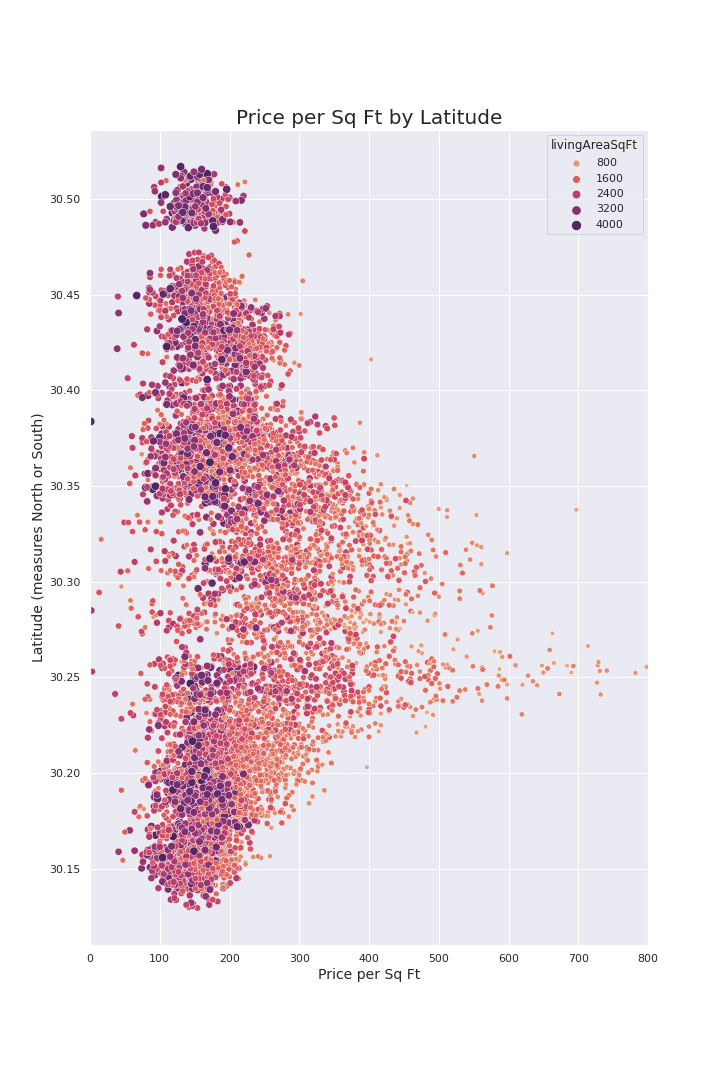 Price per Sq Ft by Latitude
livingAreaSqFt
800
1600
2400
3200
4000
30.50
30.45
30.40
30.35
30.30
30.25
30.20
30.15
Latitude (measures North or South)
0 100 200 300 400 500 600 700 800
Price per Sq Ft